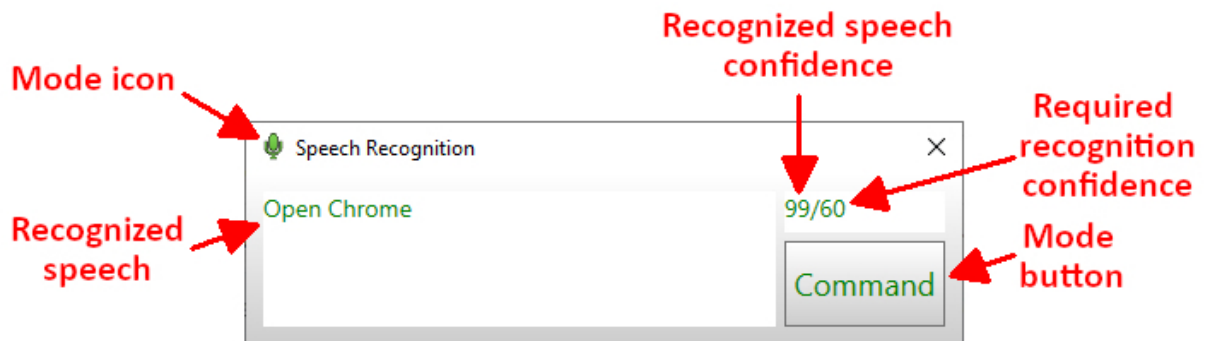 Recognized speech
confidence
Mode icon
Required
recognition
confidence
Speech Recognition
Open Chrome
99/60
Recognized
speech
Mode
button
Command